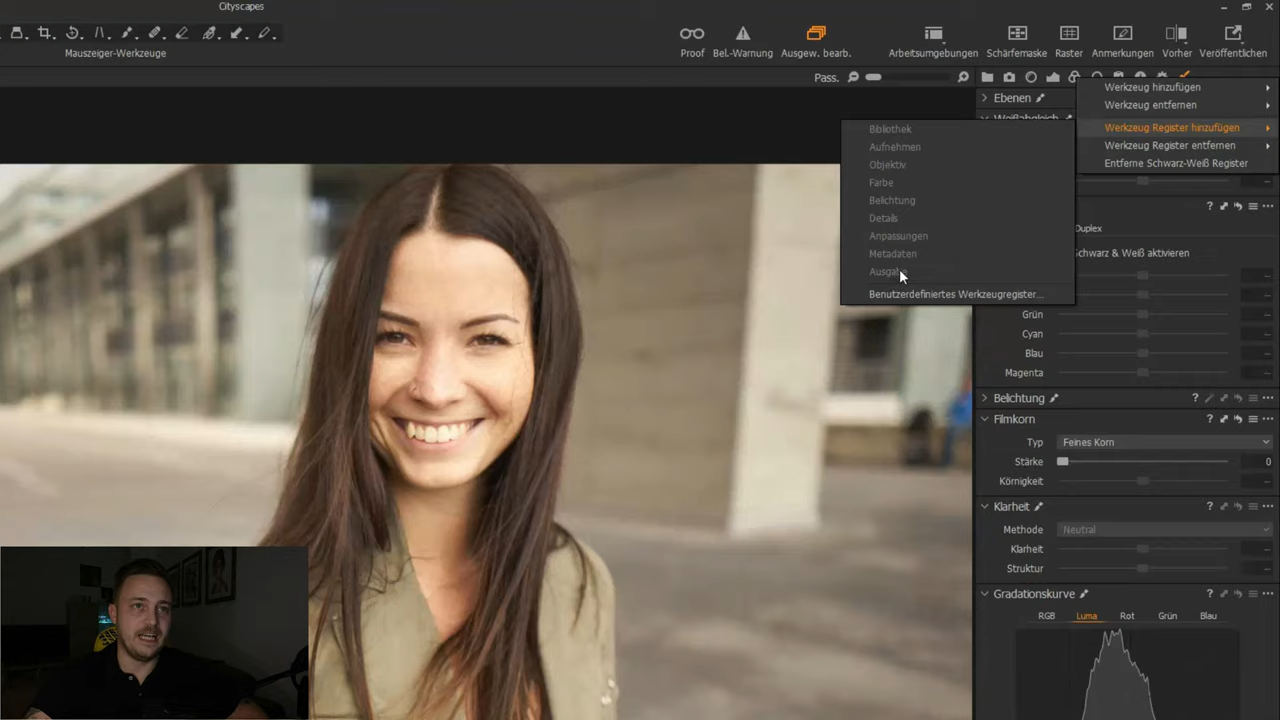 Cityscapes
Mauszeiger-Werkzeuge
Proof
Bel.-Warnung
Ausgew. bearb.
Arbeitsumgebungen
Schärfemaske
Raster
Anmerkungen
Vorher
Veröffentlichen
Pass.
Werkzeug hinzufügen
Werkzeug entfernen
Werkzeug Register hinzufügen
Werkzeug Register entfernen
Entferne Schwarz-Weiß Register
Bibliothek
Aufnehmen
Objektiv
Farbe
Belichtung
Details
Anpassungen
Metadaten
Ausgabe
Benutzerdefiniertes Werkzeugregister...
Ebenen
Weißabgleich
Duplex
Schwarz & Weiß aktivieren
Grün
Cyan
Blau
Magenta
Belichtung
Filmkorn
Typ Feines Korn
Stärke 0
Körnigkeit
Klarheit
Methode Neutral
Klarheit
Struktur
Gradationskurve
RGB Luma Rot Grün Blau